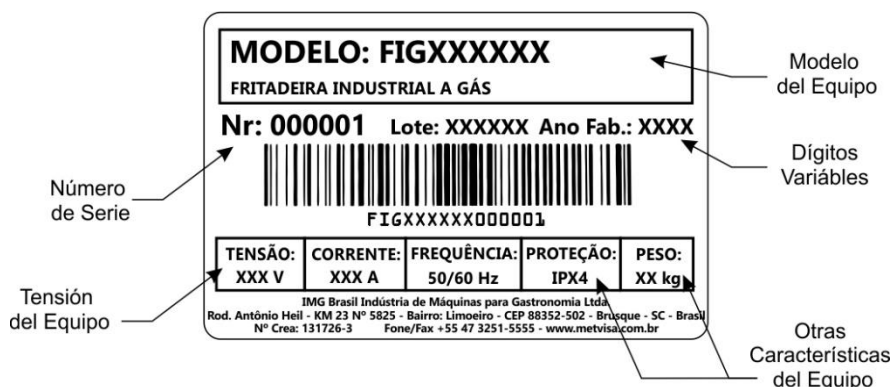 MODELO: FIGXXXXXX
FRITADEIRA INDUSTRIAL A GÁS
Modelo
del Equipo
Nr: 000001 Lote: XXXXXX Ano Fab.: XXXX
Número
de Serie
Dígitos
Variábles
FIGXXXXXX000001
TENSÃO: CORRENTE: FREQUÊNCIA: PROTEÇÃO: PESO:
XXX V XXX A 50/60 Hz IPX4 XX kg
Tensión
del Equipo
IMG Brasil Indústria de Máquinas para Gastronomia Ltda
Rod. Antônio Heil - KM 23 Nº 5825 - Bairro: Limoeiro - CEP 88352-502 - Brusque - SC - Brasil
Nº Crea: 131726-3 Fone/Fax +55 47 3251-5555 - www.metvisa.com.br
Otras
Características
del Equipo